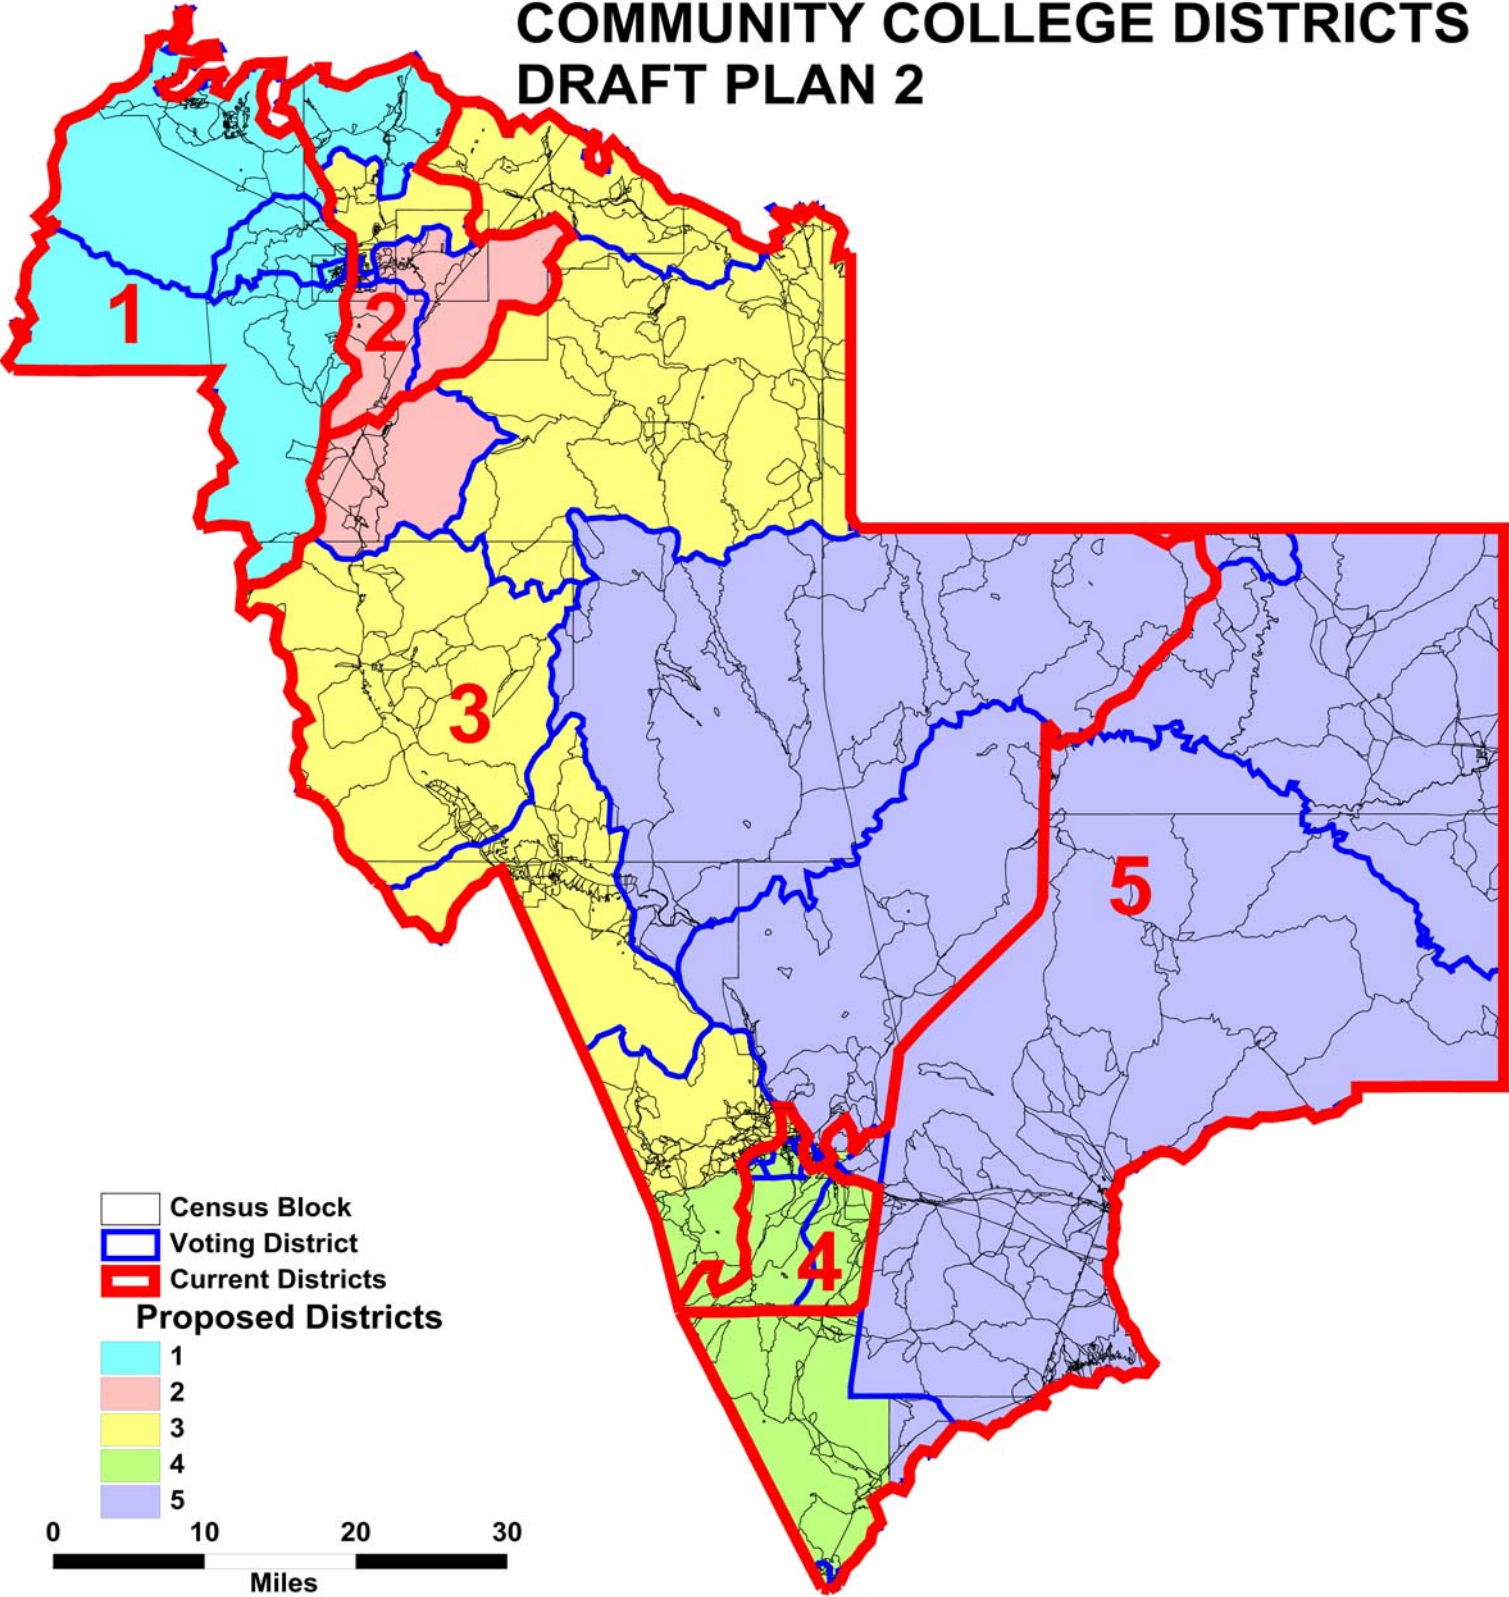 COMMUNITY COLLEGE DISTRICTS
DRAFT PLAN 2
1
2
3
5
4
Census Block
Voting District
Current Districts
Proposed Districts
1
2
3
4
5
0 10 20 30
Miles